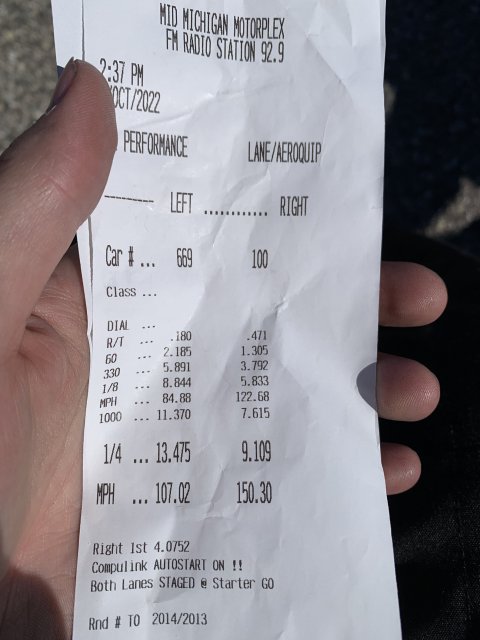 MID MICHIGAN MOTORPLEX
FM RADIO STATION 92.9
2:37 PM
OCT/2022
PERFORMANCE LANE/AEROQUIP
---------- LEFT ............ RIGHT
Car # ... 669 100
Class ...
DIAL ...
R/T ... .180 .471
60 ... 2.185 1.305
330 ... 5.891 3.792
1/8 ... 8.844 5.833
MPH ... 84.88 122.68
1000 ... 11.370 7.615
1/4 ... 13.475 9.109
MPH ... 107.02 150.30
Right 1st 4.0752
Compulink AUTOSTART ON !!
Both Lanes STAGED @ Starter GO
Rnd # TO 2014/2013